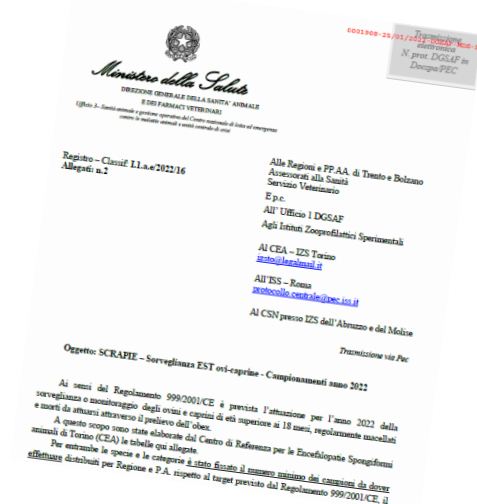 Trasmissione
elettronica
N. prot. DGSAF in
Docspa/PEC
Ministero della Salute
DIREZIONE GENERALE DELLA SANITA' ANIMALE
E DEI FARMACI VETERINARI
Ufficio 3– Sanità animale e gestione operativa del Centro nazionale di lotta ed emergenza
contro le malattie animali e unità centrale di crisi
Registro – Classif: I.1.a.e/2022/16
Allegati: n.2
Alle Regioni e PP.AA. di Trento e Bolzano
Assessorati alla Sanità
Servizio Veterinario
E p.c.
All' Ufficio 1 DGSAF
Agli Istituti Zooprofilattici Sperimentali
Al CEA – IZS Torino
izsto@legalmail.it
All'ISS – Roma
protocollo.centrale@pec.iss.it
Al CSN presso IZS dell'Abruzzo e del Molise
Trasmissione via Pec
Oggetto: SCRAPIE – Sorveglianza EST ovi-caprine - Campionamenti anno 2022
Ai sensi del Regolamento 999/2001/CE è prevista l'attuazione per l'anno 2022 della
sorveglianza o monitoraggio degli ovini e caprini di età superiore ai 18 mesi, regolarmente macellati
e morti da attuarsi attraverso il prelievo dell'obex.
A questo scopo sono state elaborate dal Centro di Referenza per le Encefalopatie Spongiformi
animali di Torino (CEA) le tabelle qui allegate.
Per entrambe le specie e le categorie è stato fissato il numero minimo dei campioni da dover
effettuare distribuiti per Regione e P.A. rispetto al target previsto dal Regolamento 999/2001/CE, il